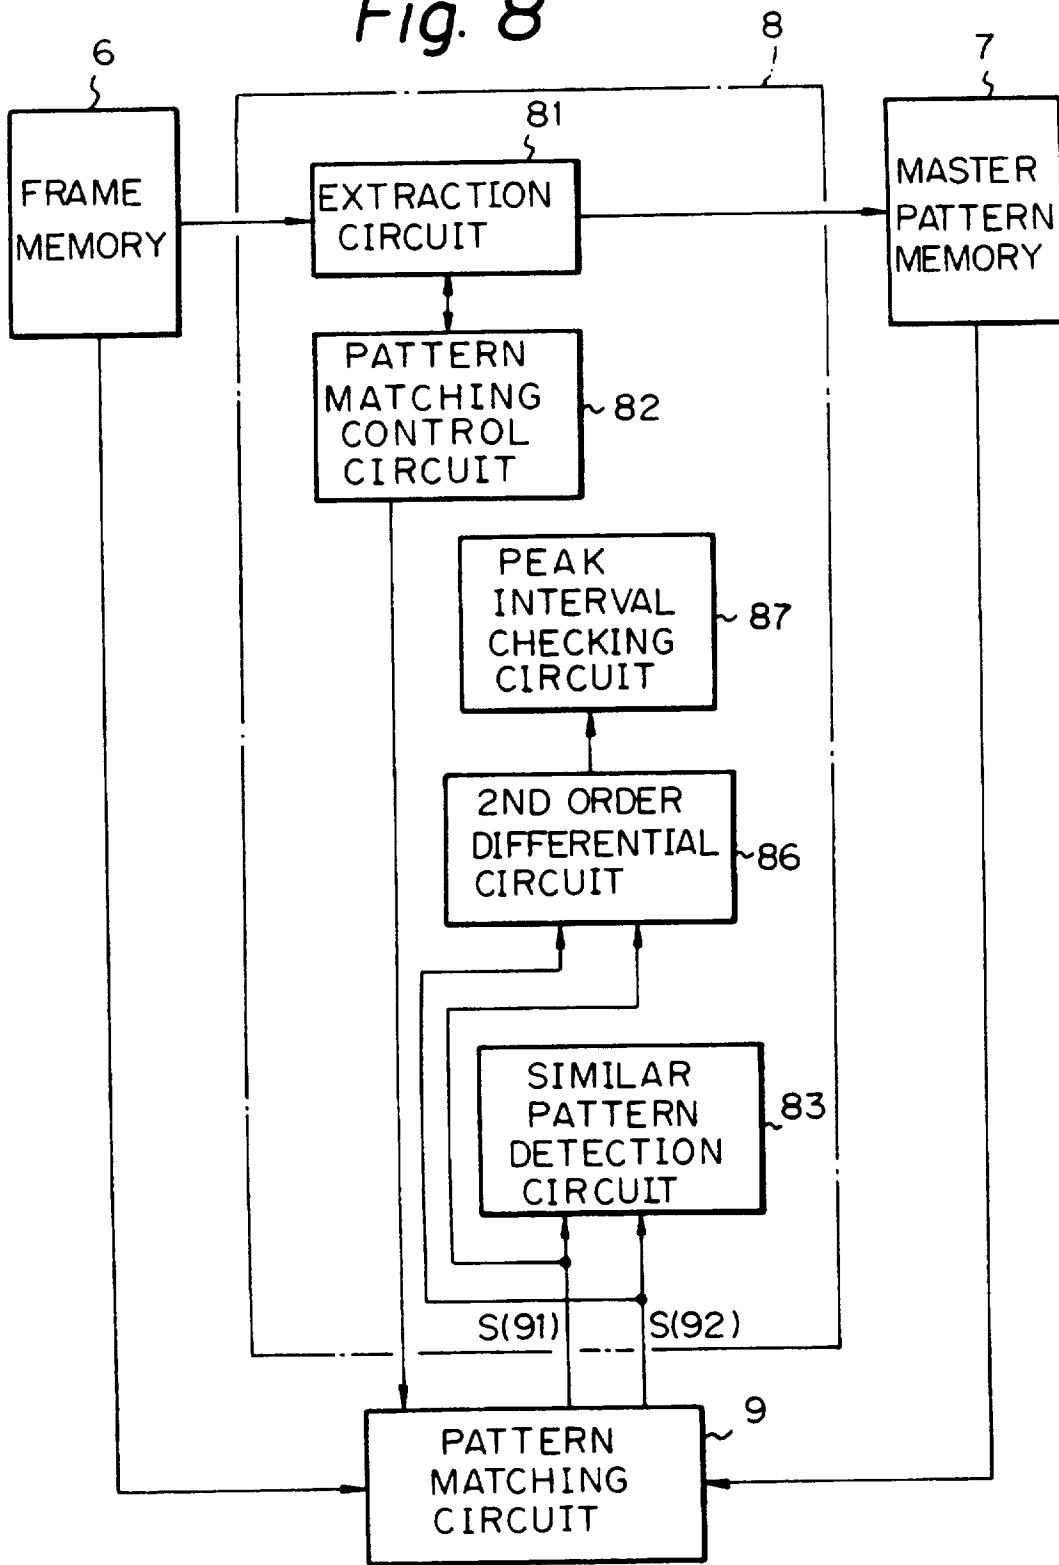 Fig. 8
6
8
7
81
FRAME
MEMORY
EXTRACTION
CIRCUIT
MASTER
PATTERN
MEMORY
PATTERN
MATCHING
CONTROL
CIRCUIT
82
PEAK
INTERVAL
CHECKING
CIRCUIT
87
2ND ORDER
DIFFERENTIAL
CIRCUIT
86
SIMILAR
PATTERN
DETECTION
CIRCUIT
83
S(91)
S(92)
9
PATTERN
MATCHING
CIRCUIT